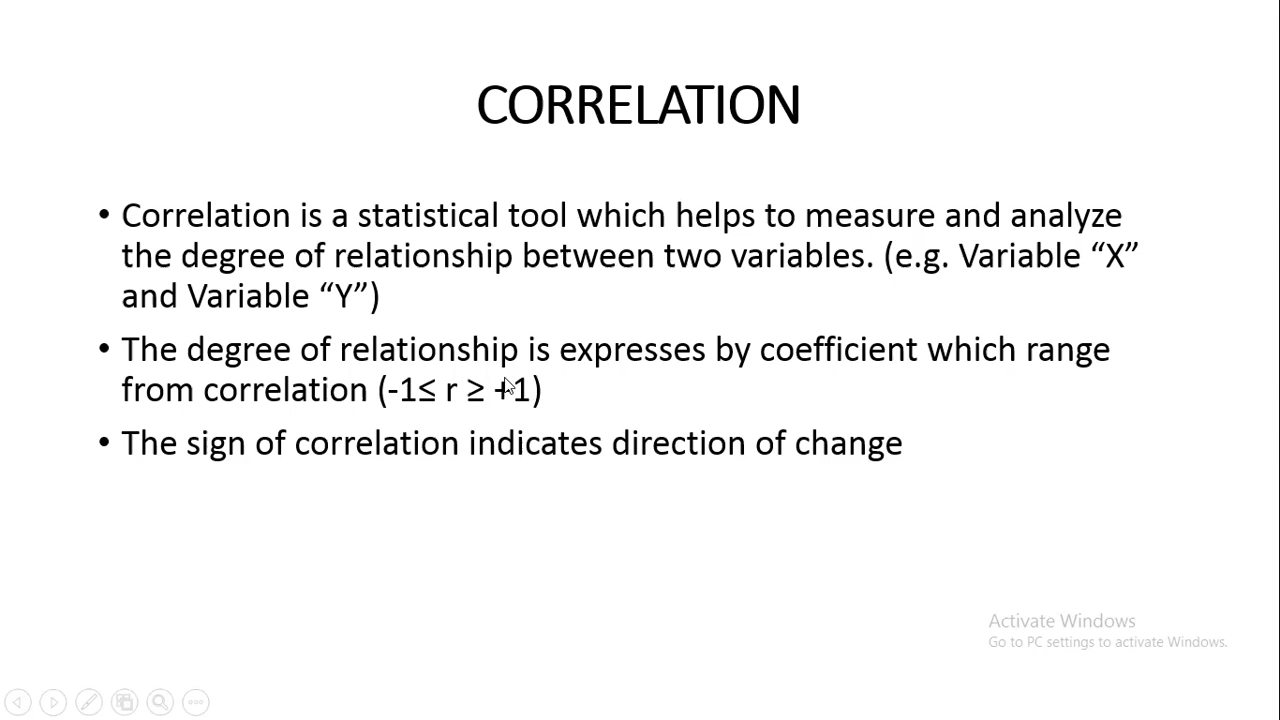 CORRELATION
• Correlation is a statistical tool which helps to measure and analyze
the degree of relationship between two variables. (e.g. Variable “X”
and Variable “Y”)
• The degree of relationship is expresses by coefficient which range
from correlation (-1≤ r ≥ +1)
• The sign of correlation indicates direction of change
Activate Windows
Go to PC settings to activate Windows.